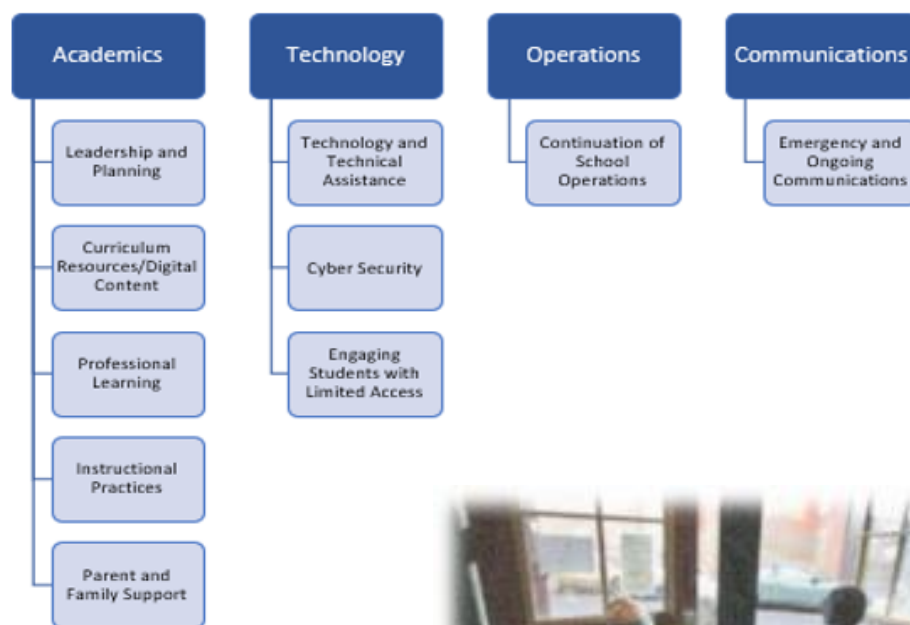 Academics
Leadership and
Planning
Curriculum
Resources/Digital
Content
Professional
Learning
Instructional
Practices
Parent and
Family Support
Technology
Technology and
Technical
Assistance
Cyber Security
Engaging
Students with
Limited Access
Operations
Continuation of
School
Operations
Communications
Emergency and
Ongoing
Communications